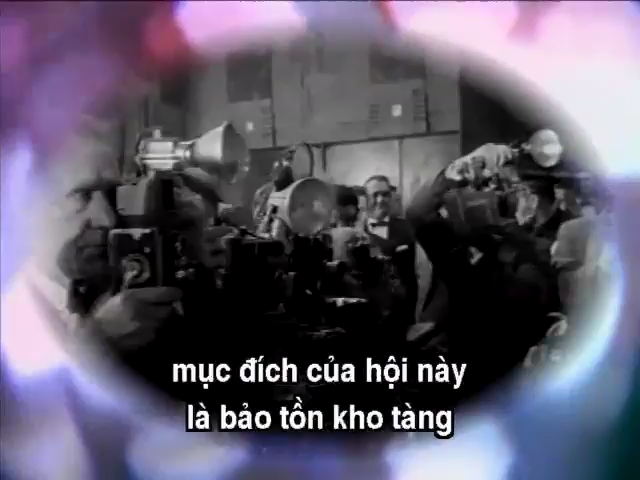 mục đích của hội này
là bảo tồn kho tàng